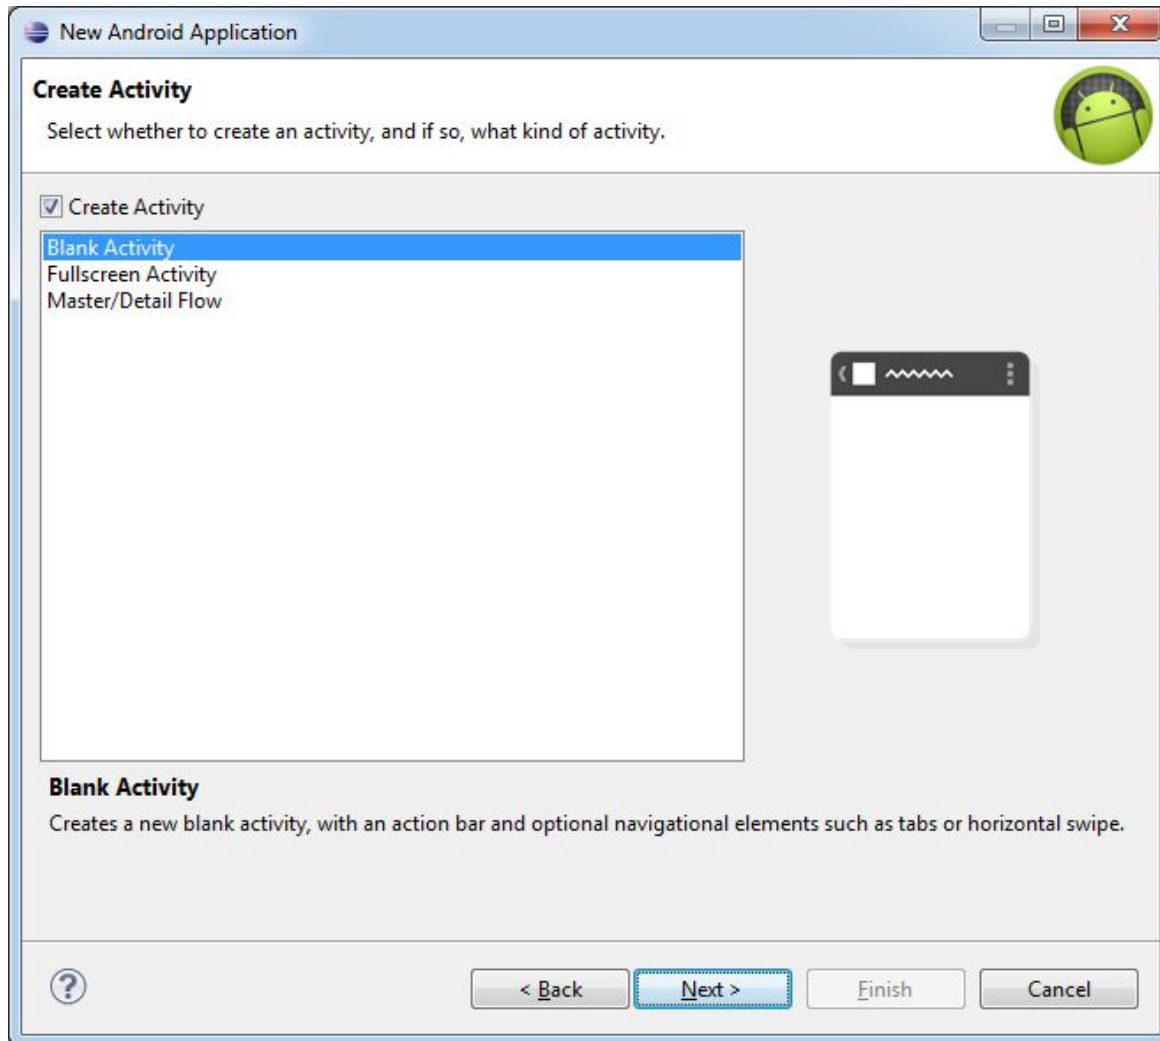 New Android Application
Create Activity
Select whether to create an activity, and if so, what kind of activity.
Create Activity
Blank Activity
Fullscreen Activity
Master/Detail Flow
Blank Activity
Creates a new blank activity, with an action bar and optional navigational elements such as tabs or horizontal swipe.
< Back Next > Finish Cancel